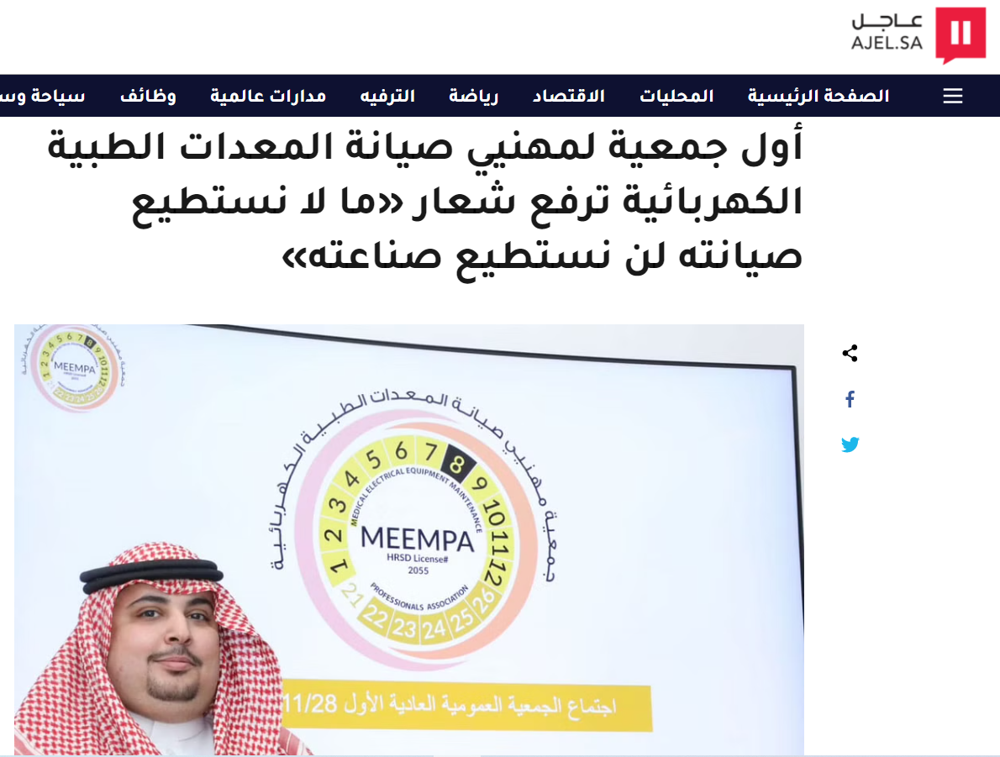 عـاجـل
AJEL.SA
الصفحة الرئيسية
المحليات
الاقتصاد
رياضة
الترفيه
مدارات عالمية
وظائف
سياحة وس
أول جمعية لمهنيي صيانة المعدات الطبية
الكهربائية ترفع شعار «ما لا نستطيع
صيانته لن نستطيع صناعته»
MEEMPA
جمعية مهنيي صيانة المعدات الطبية الكهربائية
1 2 3 4 5 6 7 8 9 10 11 12
MEDICAL ELECTRICAL EQUIPMENT MAINTENANCE
MEEMPA
HRSD License#
2055
PROFESSIONALS ASSOCIATION
21 22 23 24 25 26
اجتماع الجمعية العمومية العادية الأول 11/28